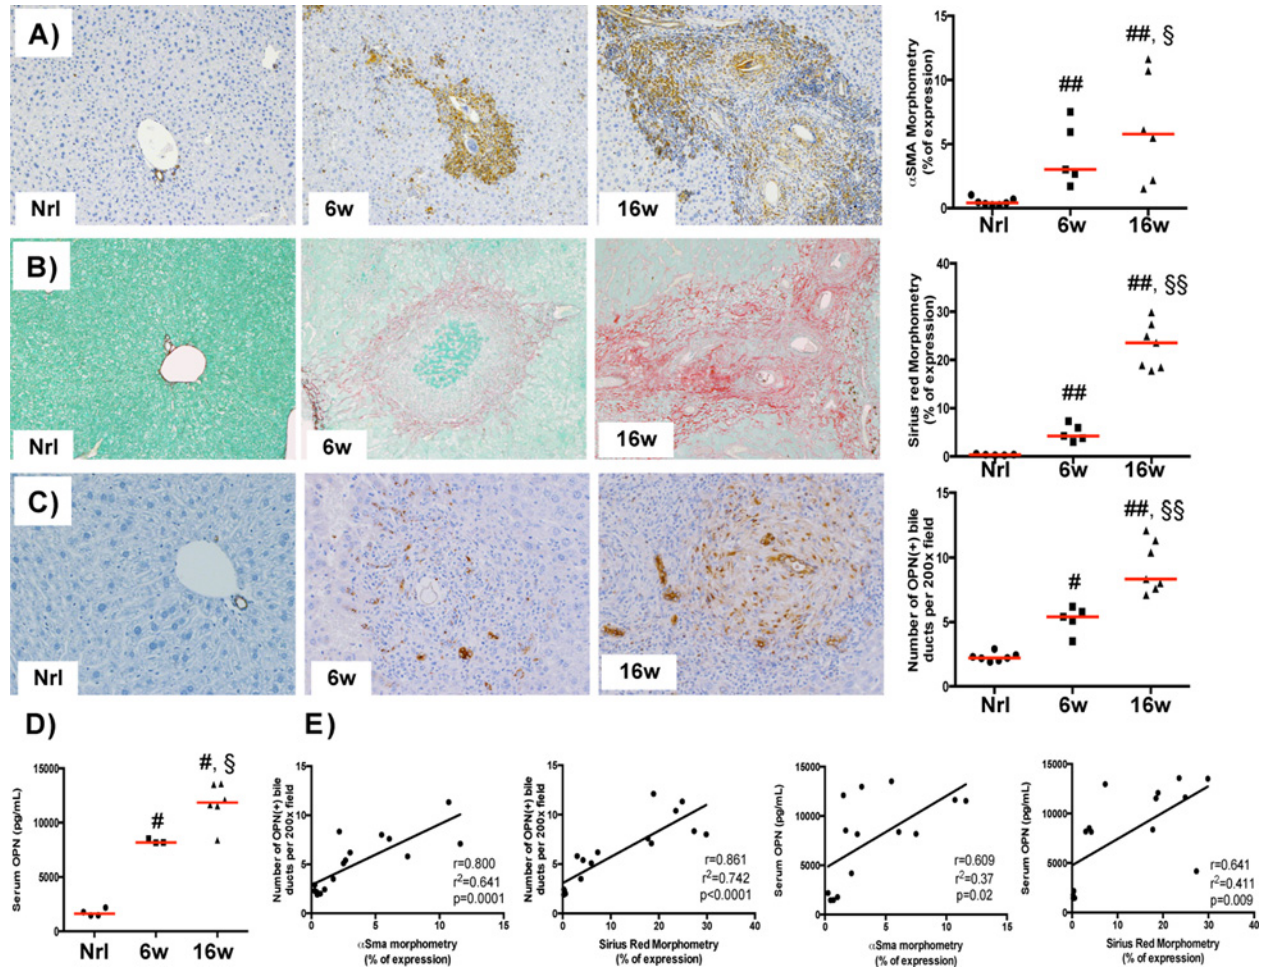 A)
Nrl
6w
16w
αSMA Morphometry
(% of expression)
15
10
5
0
##
##, §
Nrl
6w
16w
B)
Nrl
6w
16w
Sirius red Morphometry
(% of expression)
40
30
20
10
0
##
##, §§
Nrl
6w
16w
C)
Nrl
6w
16w
Number of OPN(+) bile
ducts per 200x field
15
10
5
0
#
##, §§
Nrl
6w
16w
D)
Serum OPN (pg/mL)
15000
10000
5000
0
#
#, §
Nrl
6w
16w
E)
Number of OPN(+) bile
ducts per 200x field
15
10
5
0
r=0.800
r²=0.641
p=0.0001
0 5 10 15
αSma morphometry
(% of expression)
Number of OPN(+) bile
ducts per 200x field
15
10
5
0
r=0.861
r²=0.742
p<0.0001
0 10 20 30 40
Sirius Red Morphometry
(% of expression)
Serum OPN (pg/mL)
15000
10000
5000
0
r=0.609
r²=0.37
p=0.02
0 5 10 15
αSma morphometry
(% of expression)
Serum OPN (pg/mL)
15000
10000
5000
0
r=0.641
r²=0.411
p=0.009
0 10 20 30 40
Sirius Red Morphometry
(% of expression)